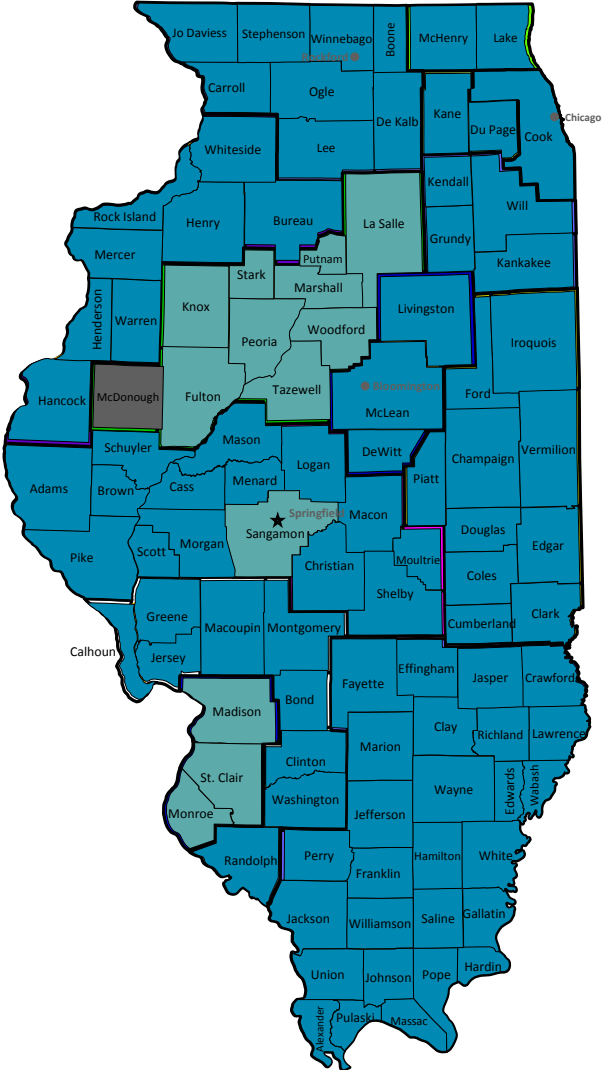 Jo Daviess
Stephenson
Winnebago
Boone
McHenry
Lake
Rockford
Carroll
Ogle
De Kalb
Kane
Du Page
Cook
Chicago
Whiteside
Lee
Kendall
Will
Rock Island
Henry
Bureau
La Salle
Grundy
Mercer
Putnam
Kankakee
Stark
Marshall
Henderson
Warren
Knox
Peoria
Woodford
Livingston
Iroquois
Hancock
McDonough
Fulton
Tazewell
Bloomington
McLean
Ford
Schuyler
Mason
Logan
DeWitt
Champaign
Vermilion
Adams
Brown
Cass
Menard
Piatt
Springfield
Macon
Sangamon
Douglas
Edgar
Pike
Scott
Morgan
Christian
Moultrie
Coles
Shelby
Greene
Macoupin
Montgomery
Cumberland
Clark
Calhoun
Jersey
Fayette
Effingham
Jasper
Crawford
Madison
Bond
Clay
Richland
Lawrence
Marion
St. Clair
Clinton
Wayne
Edwards
Wabash
Monroe
Washington
Jefferson
Randolph
Perry
Hamilton
White
Franklin
Jackson
Williamson
Saline
Gallatin
Union
Johnson
Pope
Hardin
Alexander
Pulaski
Massac